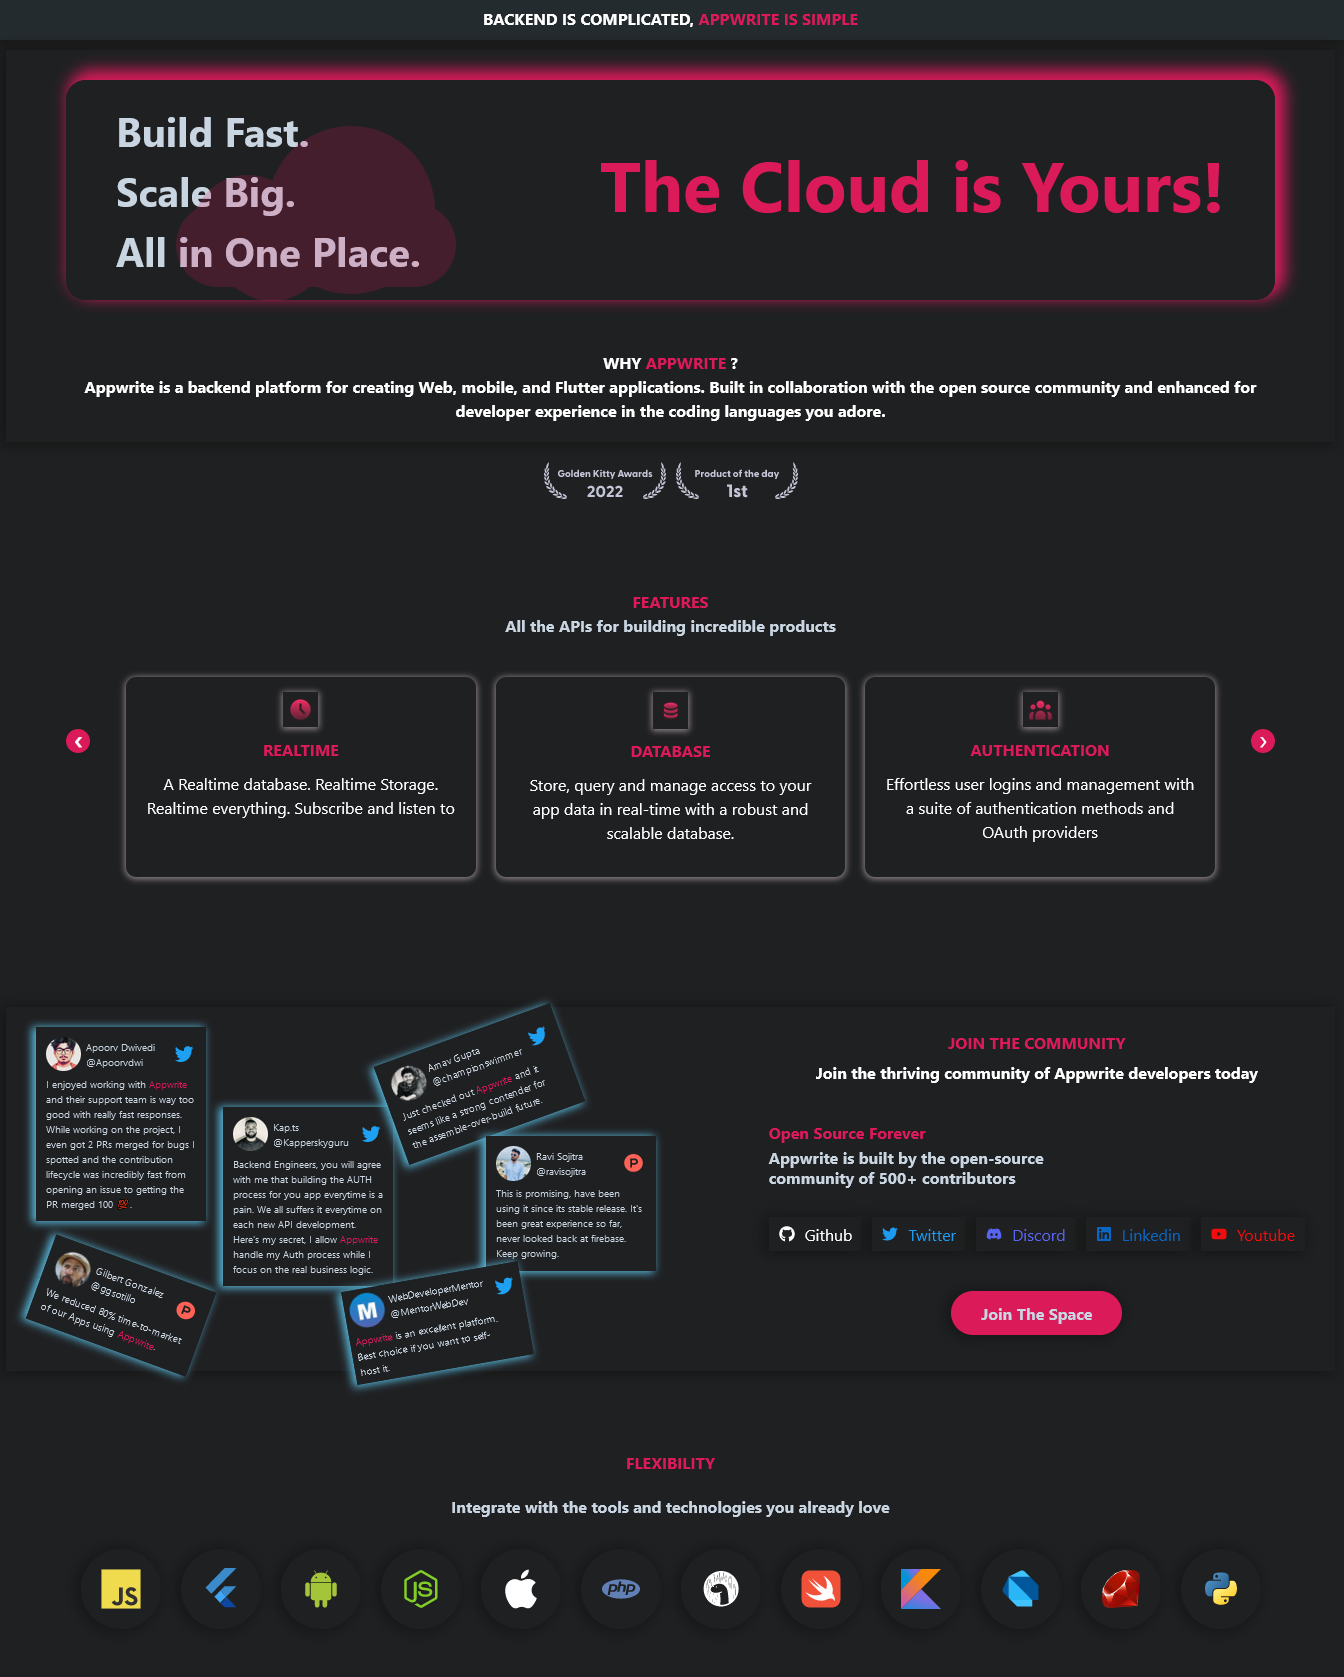 BACKEND IS COMPLICATED, APPWRITE IS SIMPLE
Build Fast.
Scale Big.
All in One Place.
The Cloud is Yours!
WHY APPWRITE ?
Appwrite is a backend platform for creating Web, mobile, and Flutter applications. Built in collaboration with the open source community and enhanced for
developer experience in the coding languages you adore.
Golden Kitty Awards
2022
Product of the day
1st
FEATURES
All the APIs for building incredible products
REALTIME
A Realtime database. Realtime Storage.
Realtime everything. Subscribe and listen to
DATABASE
Store, query and manage access to your
app data in real-time with a robust and
scalable database.
AUTHENTICATION
Effortless user logins and management with
a suite of authentication methods and
OAuth providers
Apoorv Dwivedi
@Apoorvdwi
I enjoyed working with Appwrite
and their support team is way too
good with really fast responses.
While working on the project, I
even got 2 PRs merged for bugs I
spotted and the contribution
lifecycle was incredibly fast from
opening an issue to getting the
PR merged 100 💯.
Kap.ts
@Kapperskyguru
Backend Engineers, you will agree
with me that building the AUTH
process for you app everytime is a
pain. We all suffers it everytime on
each new API development.
Here's my secret, I allow Appwrite
handle my Auth process while I
focus on the real business logic.
Arnav Gupta
@championswimmer
Just checked out Appwrite and it
seems like a strong contender for
the assemble-over-build future.
Ravi Sojitra
@ravisojitra
This is promising, have been
using it since its stable release. It's
been great experience so far,
never looked back at firebase.
Keep growing.
Gilbert Gonzalez
@ggsotillo
We reduced 80% time-to-market
of our Apps using Appwrite.
M
WebDeveloperMentor
@MentorWebDev
Appwrite is an excellent platform.
Best choice if you want to self-
host it.
JOIN THE COMMUNITY
Join the thriving community of Appwrite developers today
Open Source Forever
Appwrite is built by the open-source
community of 500+ contributors
Github
Twitter
Discord
Linkedin
Youtube
Join The Space
FLEXIBILITY
Integrate with the tools and technologies you already love
JS
JS
php